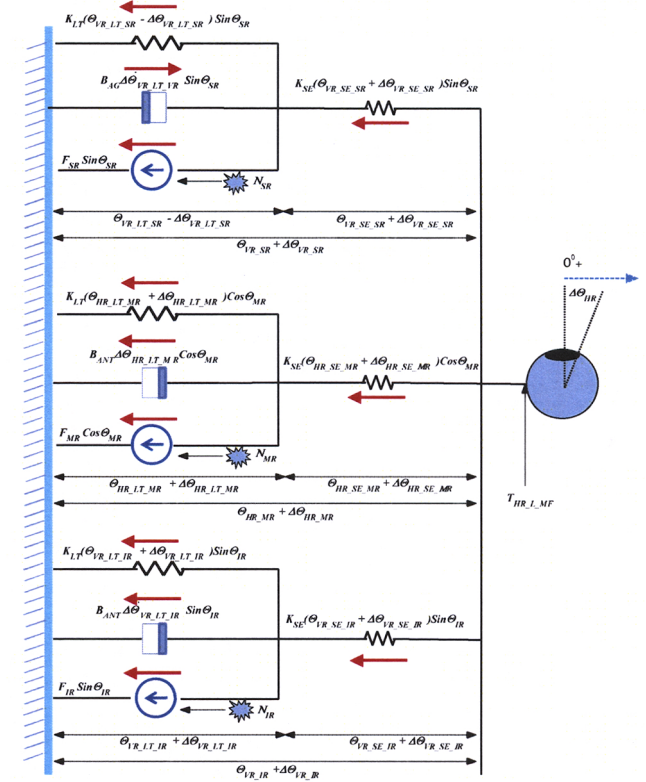 K_LT(Θ_VR_LT_SR - ΔΘ_VR_LT_SR)SinΘ_SR
B_AG ΔΘ̇_VR_LT_VR SinΘ_SR
K_SE(Θ_VR_SE_SR + ΔΘ_VR_SE_SR)SinΘ_SR
F_SR SinΘ_SR
N_SR
Θ_VR_LT_SR - ΔΘ_VR_LT_SR
Θ_VR_SE_SR + ΔΘ_VR_SE_SR
Θ_VR_SR + ΔΘ_VR_SR
0⁰ +
ΔΘ_HR
K_LT(Θ_HR_LT_MR + ΔΘ_HR_LT_MR)CosΘ_MR
B_ANT ΔΘ̇_HR_LT_MR CosΘ_MR
K_SE(Θ_HR_SE_MR + ΔΘ_HR_SE_MR)CosΘ_MR
F_MR CosΘ_MR
N_MR
Θ_HR_LT_MR + ΔΘ_HR_LT_MR
Θ_HR_SE_MR + ΔΘ_HR_SE_MR
T_HR_L_MF
Θ_HR_MR + ΔΘ_HR_MR
K_LT(Θ_VR_LT_IR + ΔΘ_VR_LT_IR)SinΘ_IR
B_ANT ΔΘ̇_VR_LT_IR SinΘ_IR
K_SE(Θ_VR_SE_IR + ΔΘ_VR_SE_IR)SinΘ_IR
F_IR SinΘ_IR
N_IR
Θ_VR_LT_IR + ΔΘ_VR_LT_IR
Θ_VR_SE_IR + ΔΘ_VR_SE_IR
Θ_VR_IR + ΔΘ_VR_IR